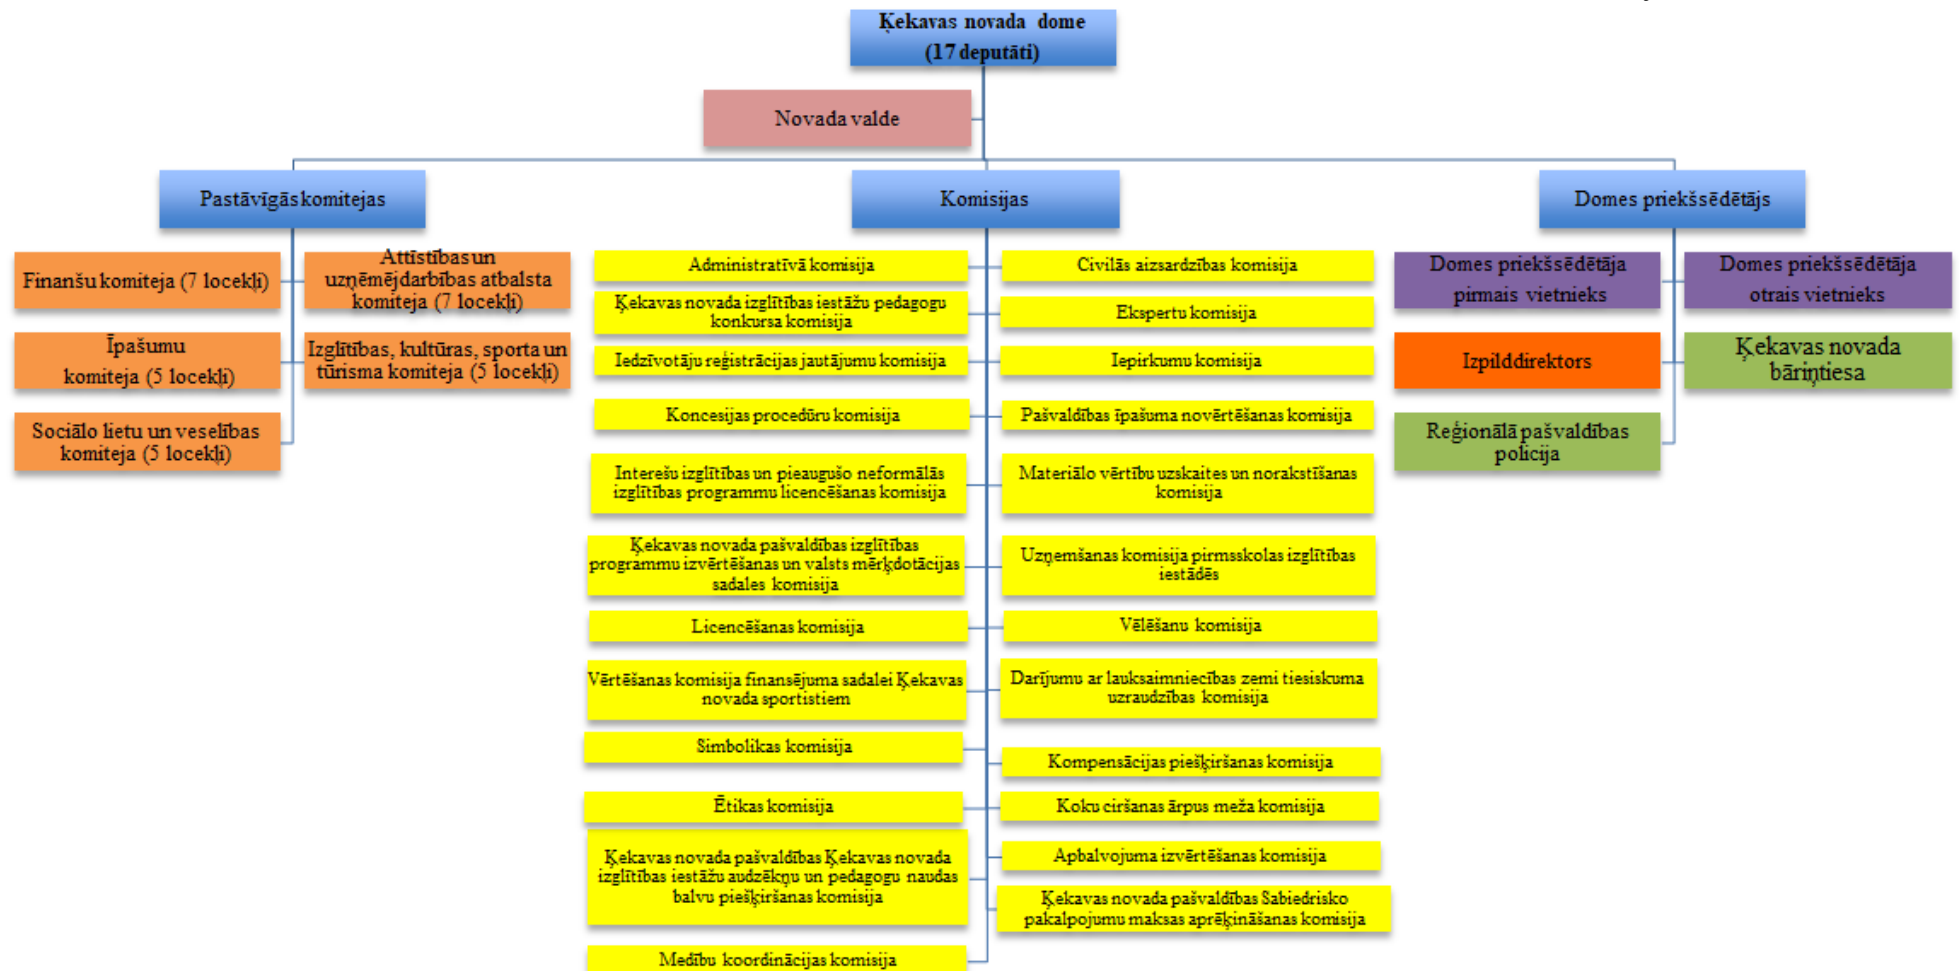 Ķekavas novada dome
(17 deputāti)
Novada valde
Pastāvīgās komitejas
Komisijas
Domes priekšsēdētājs
Finanšu komiteja (7 locekļi)
Attīstības un
uzņēmējdarbības atbalsta
komiteja (7 locekļi)
Īpašumu
komiteja (5 locekļi)
Izglītības, kultūras, sporta un
tūrisma komiteja (5 locekļi)
Sociālo lietu un veselības
komiteja (5 locekļi)
Administratīvā komisija
Civilās aizsardzības komisija
Ķekavas novada izglītības iestāžu pedagogu
konkursa komisija
Ekspertu komisija
Iedzīvotāju reģistrācijas jautājumu komisija
Iepirkumu komisija
Koncesijas procedūru komisija
Pašvaldības īpašuma novērtēšanas komisija
Interešu izglītības un pieaugušo neformālās
izglītības programmu licencēšanas komisija
Materiālo vērtību uzskaites un norakstīšanas
komisija
Ķekavas novada pašvaldības izglītības
programmu izvērtēšanas un valsts mērķdotācijas
sadales komisija
Uzņemšanas komisija pirmsskolas izglītības
iestādēs
Licencēšanas komisija
Vēlēšanu komisija
Vērtēšanas komisija finansējuma sadalei Ķekavas
novada sportistiem
Darījumu ar lauksaimniecības zemi tiesiskuma
uzraudzības komisija
Simbolikas komisija
Kompensācijas piešķiršanas komisija
Ētikas komisija
Koku ciršanas ārpus meža komisija
Ķekavas novada pašvaldības Ķekavas novada
izglītības iestāžu audzēkņu un pedagogu naudas
balvu piešķiršanas komisija
Apbalvojuma izvērtēšanas komisija
Ķekavas novada pašvaldības Sabiedrisko
pakalpojumu maksas aprēķināšanas komisija
Medību koordinācijas komisija
Domes priekšsēdētāja
pirmais vietnieks
Domes priekšsēdētāja
otrais vietnieks
Izpilddirektors
Ķekavas novada
bāriņtiesa
Reģionālā pašvaldības
policija